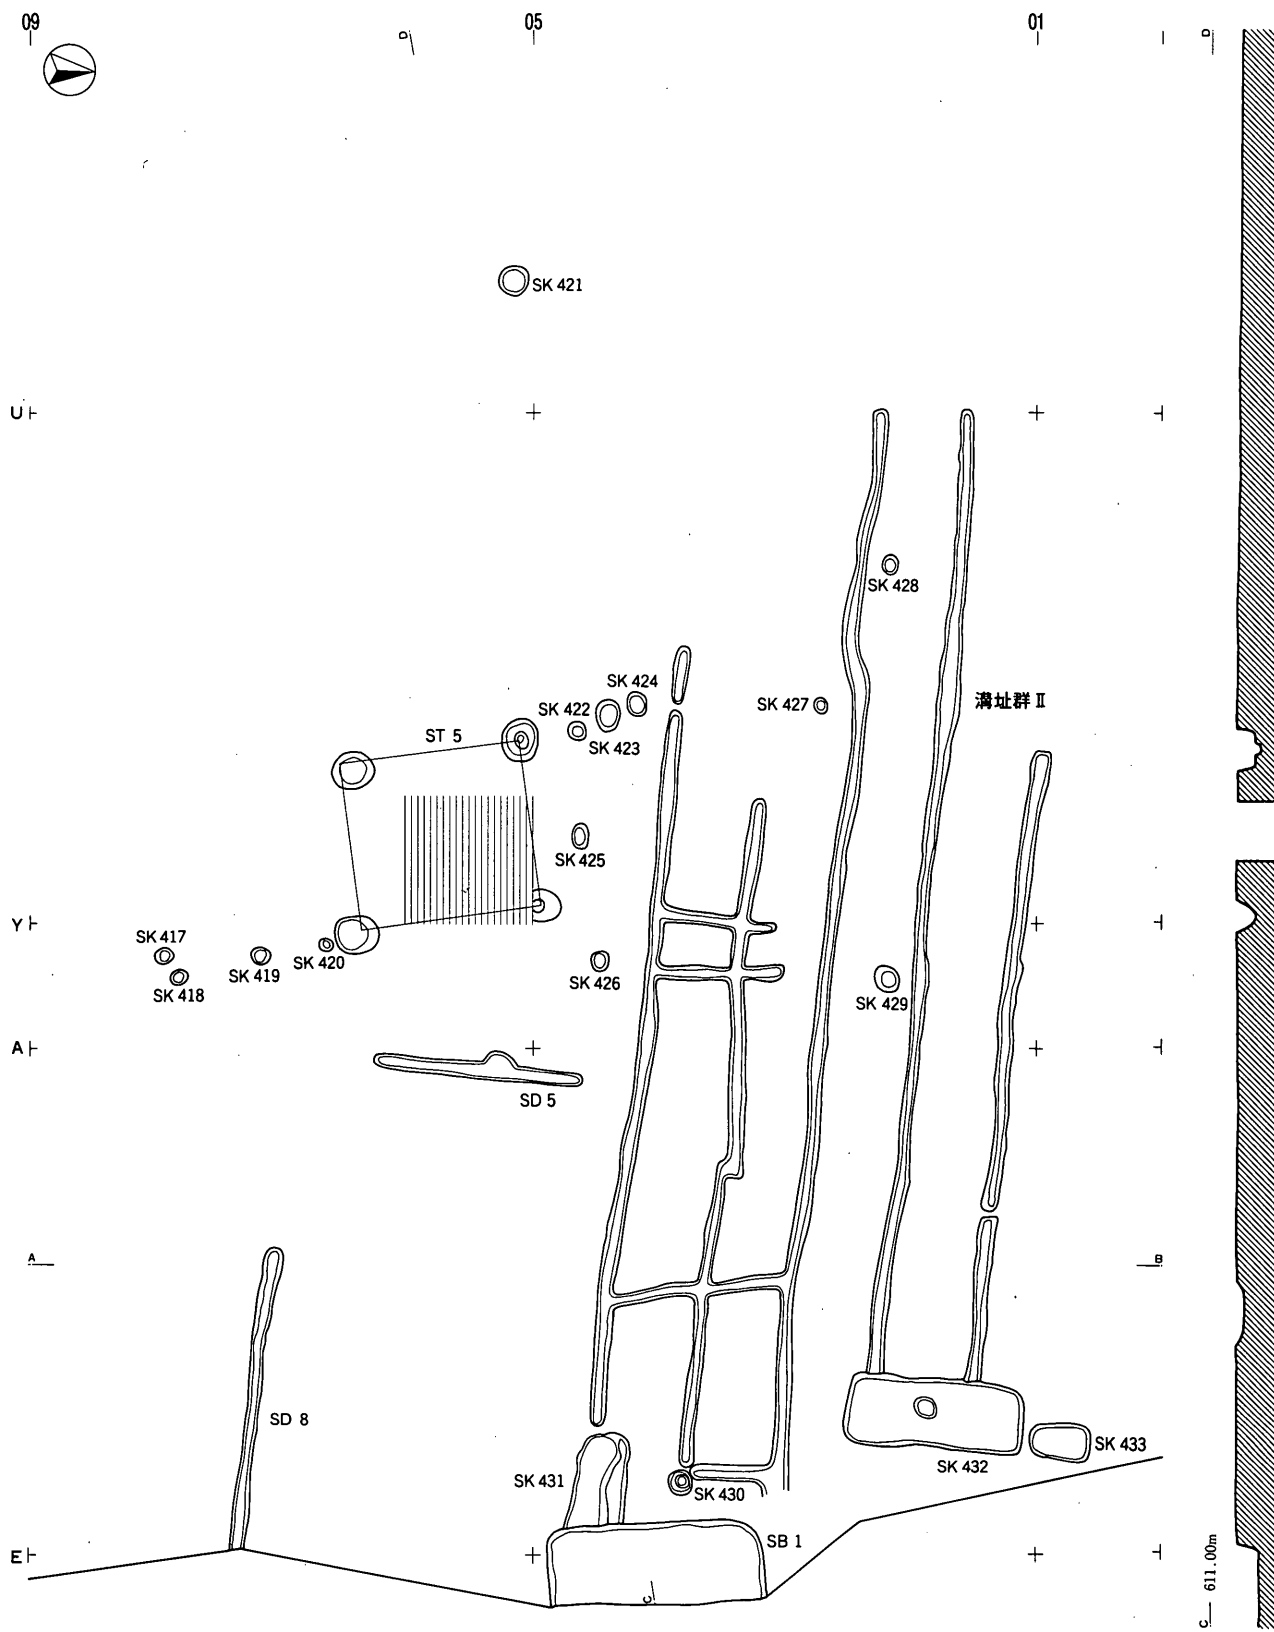 09
05
01
D
D
SK 421
U
SK 428
SK 424
SK 422
SK 427
溝址群 II
ST 5
SK 423
SK 425
Y
SK 417
SK 419
SK 420
SK 426
SK 418
SK 429
A
SD 5
A
B
SD 8
SK 433
SK 432
SK 431
SK 430
SB 1
E
C
C
611.00m